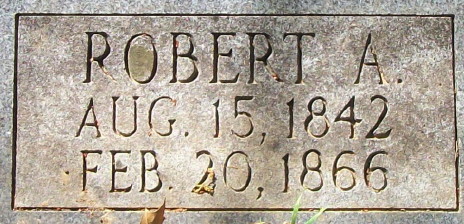 ROBERT A.
AUG. 15, 1842
FEB. 20, 1866